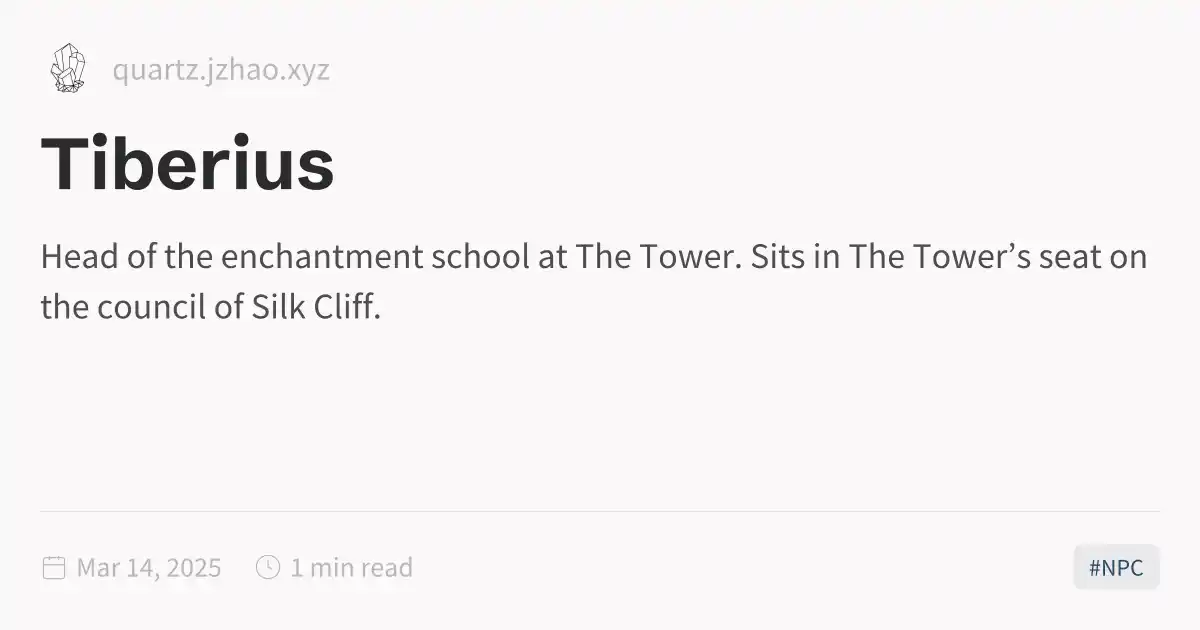 quartz.jzhao.xyz
Tiberius
Head of the enchantment school at The Tower. Sits in The Tower’s seat on
the council of Silk Cliff.
Mar 14, 2025 1 min read #NPC